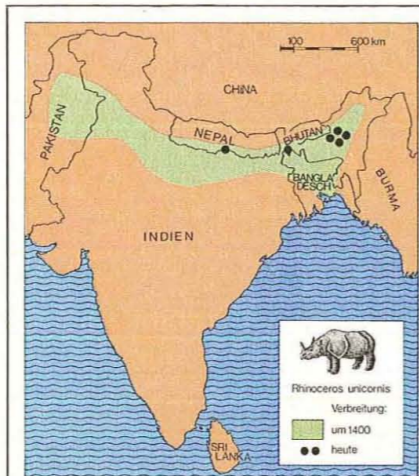 100 600 km
CHINA
PAKISTAN
NEPAL
BHUTAN
BANGLA
DESCH
BURMA
INDIEN
SRI
LANKA
Rhinoceros unicornis
Verbreitung:
um 1400
heute